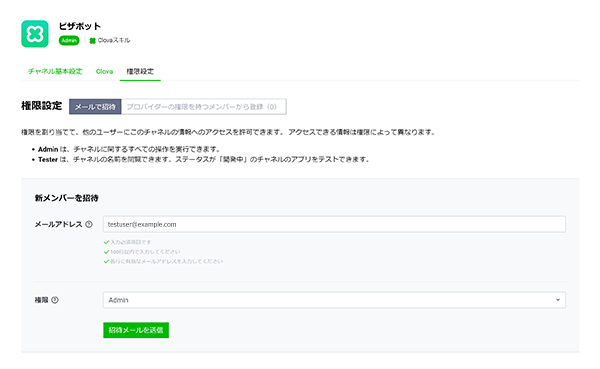 ピザボット
Admin Clovaスキル
チャネル基本設定 Clova 権限設定
権限設定 メールで招待 プロバイダーの権限を持つメンバーから登録（0）
権限を割り当てて、他のユーザーにこのチャネルの情報へのアクセスを許可できます。 アクセスできる情報は権限によって異なります。
• Admin は、チャネルに関するすべての操作を実行できます。
• Tester は、チャネルの名前を閲覧できます。ステータスが「開発中」のチャネルのアプリをテストできます。
新メンバーを招待
メールアドレス testuser@example.com
入力必須項目です
100行以内で入力してください
各行に有効なメールアドレスを入力してください
権限 Admin
招待メールを送信